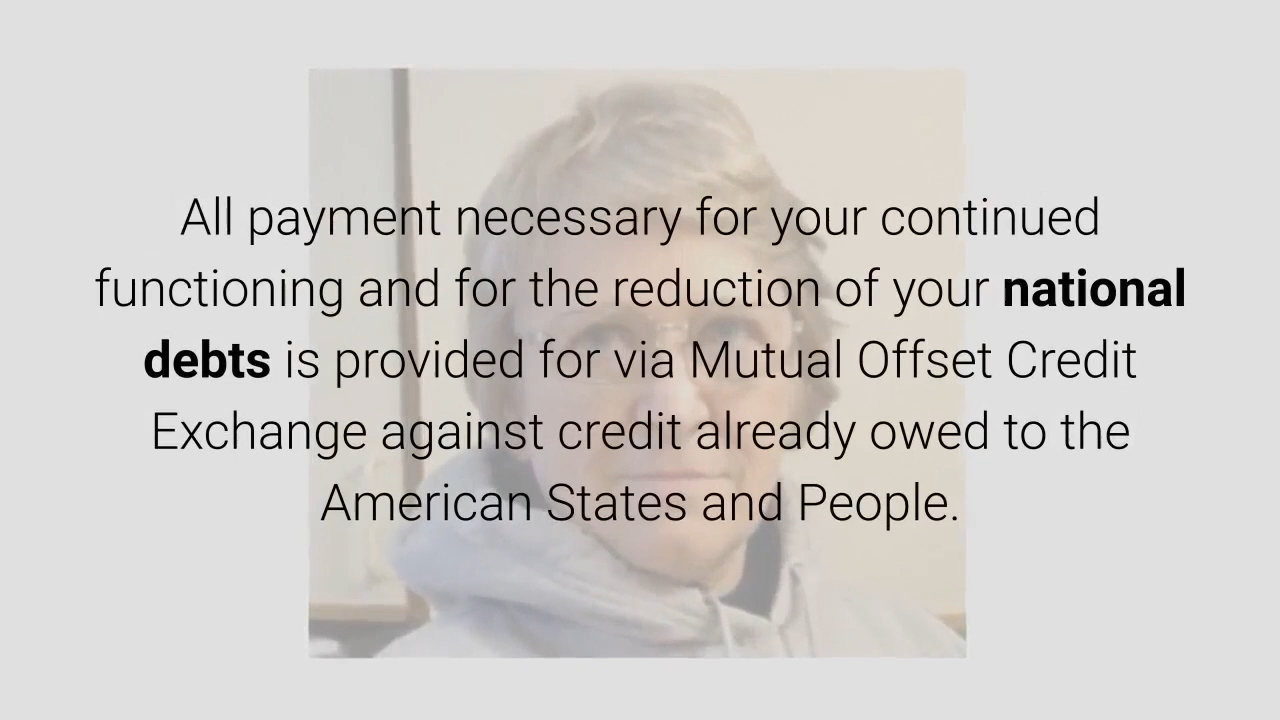 All payment necessary for your continued
functioning and for the reduction of your national
debts is provided for via Mutual Offset Credit
Exchange against credit already owed to the
American States and People.